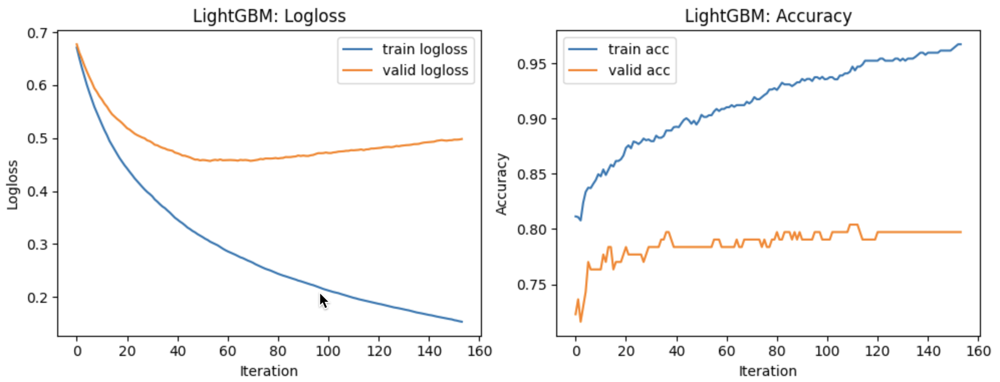 LightGBM: Logloss
0.7
0.6
0.5
0.4
0.3
0.2
Logloss
train logloss
valid logloss
0 20 40 60 80 100 120 140 160
Iteration
LightGBM: Accuracy
0.95
0.90
0.85
0.80
0.75
Accuracy
train acc
valid acc
0 20 40 60 80 100 120 140 160
Iteration